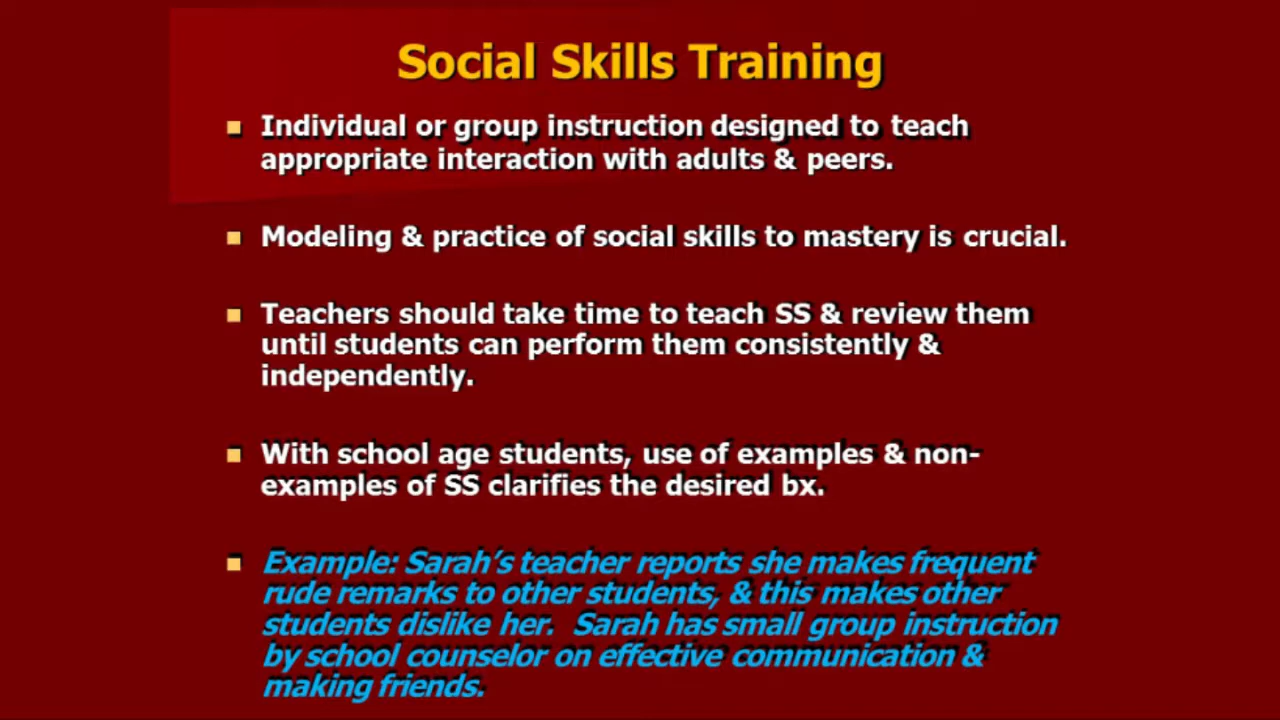 Social Skills Training
Individual or group instruction designed to teach
appropriate interaction with adults & peers.
Modeling & practice of social skills to mastery is crucial.
Teachers should take time to teach SS & review them
until students can perform them consistently &
independently.
With school age students, use of examples & non-
examples of SS clarifies the desired bx.
Example: Sarah’s teacher reports she makes frequent
rude remarks to other students, & this makes other
students dislike her. Sarah has small group instruction
by school counselor on effective communication &
making friends.